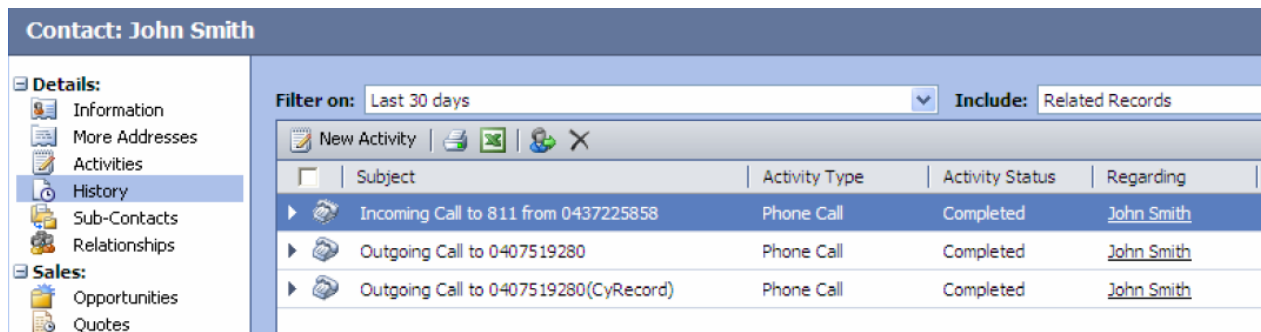 Contact: John Smith
Details:
Information
More Addresses
Activities
History
Sub-Contacts
Relationships
Sales:
Opportunities
Quotes
Filter on: Last 30 days Include: Related Records
New Activity
Subject Activity Type Activity Status Regarding
Incoming Call to 811 from 0437225858 Phone Call Completed John Smith
Outgoing Call to 0407519280 Phone Call Completed John Smith
Outgoing Call to 0407519280(CyRecord) Phone Call Completed John Smith